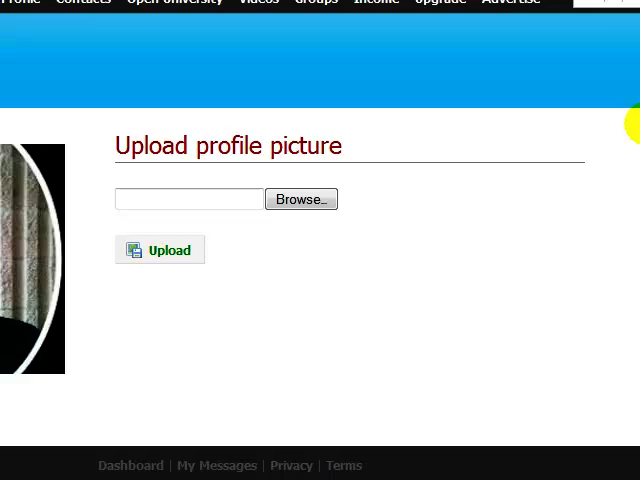 Profile Contacts Open University Videos Groups Income Upgrade Advertise
Upload profile picture
Browse...
Upload
Dashboard | My Messages | Privacy | Terms